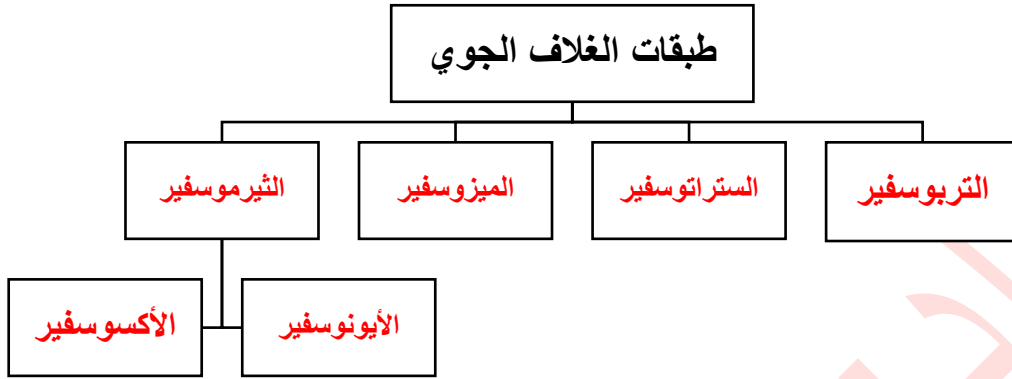 طبقات الغلاف الجوي
التربوسفير
الستراتوسفير
الميزوسفير
الثيرموسفير
الأيونوسفير
الأكسوسفير